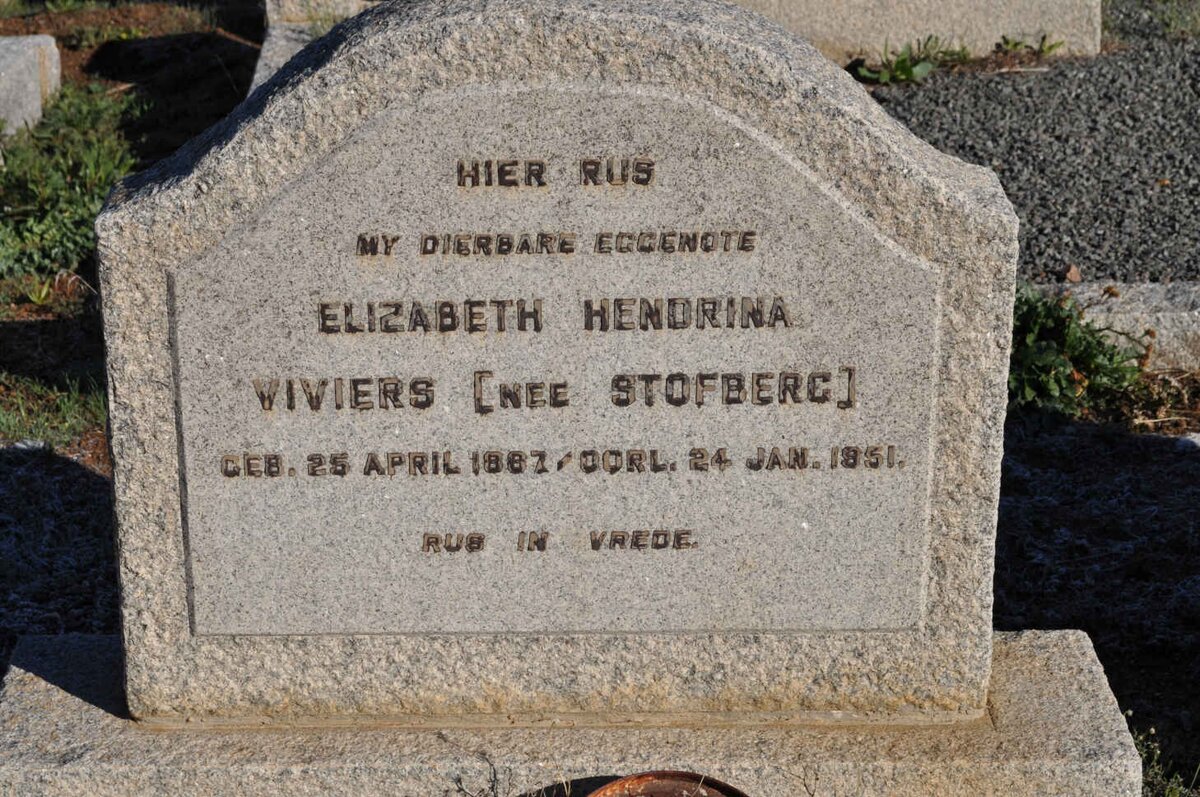 HIER RUS
MY DIERBARE EGGENOTE
ELIZABETH HENDRINA
VIVIERS [NEE STOFBERG]
GEB. 25 APRIL 1887 / OORL. 24 JAN. 1951.
RUS IN VREDE.